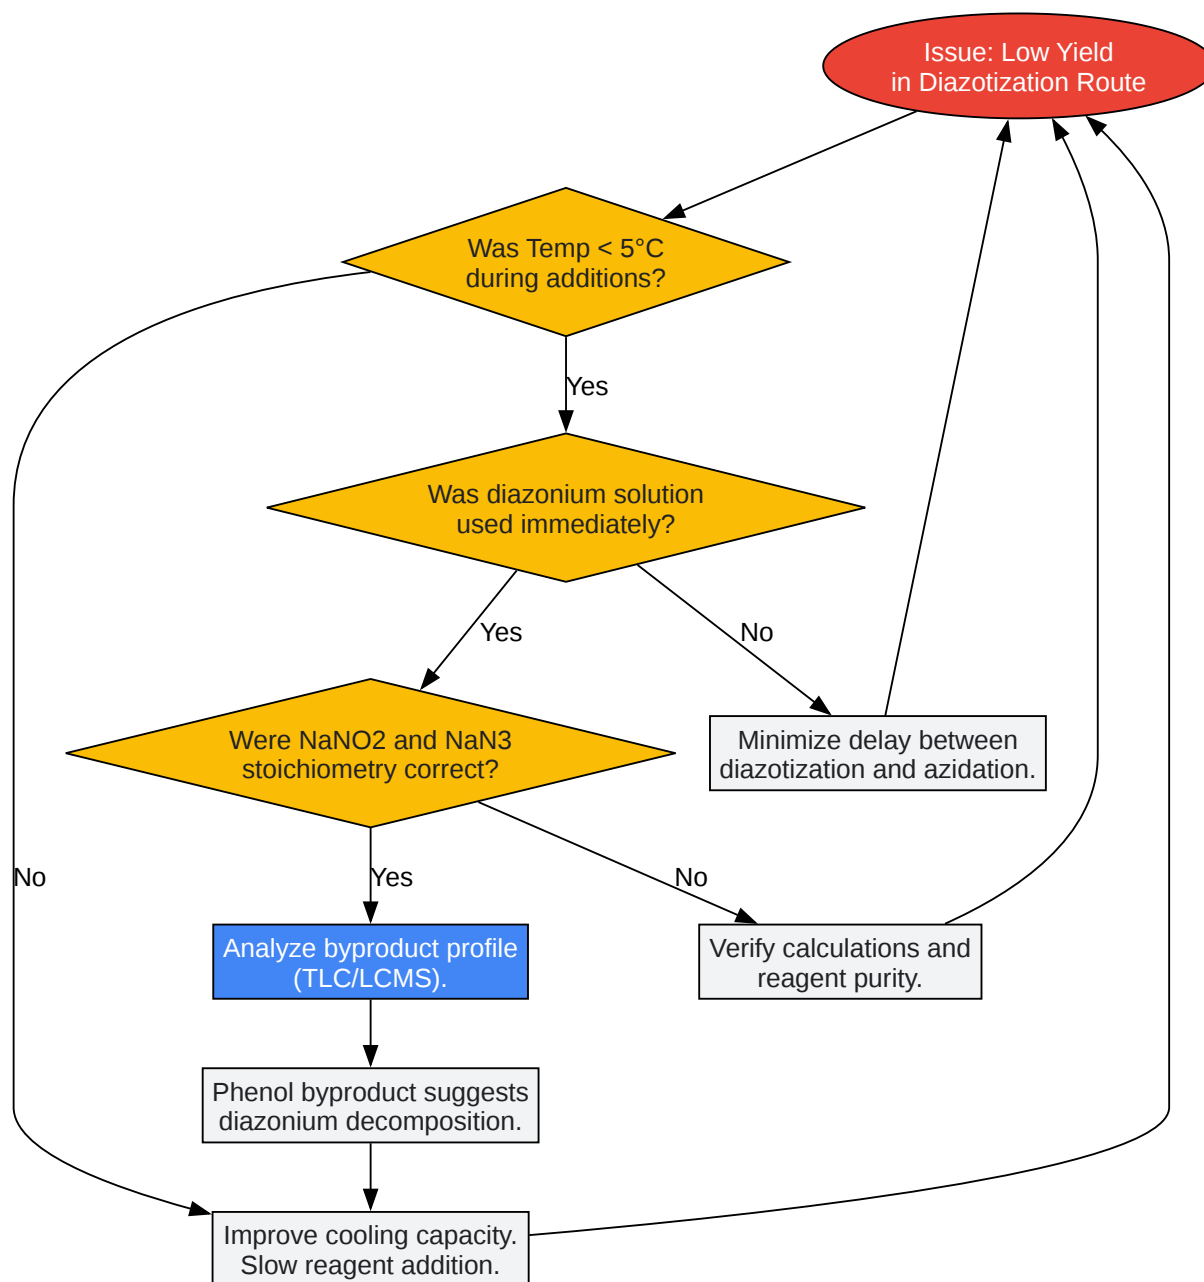 Issue: Low Yield
in Diazotization Route
Was Temp < 5°C
during additions?
Yes
Was diazonium solution
used immediately?
Yes
No
Were NaNO2 and NaN3
stoichiometry correct?
Minimize delay between
diazotization and azidation.
No
Yes
No
Analyze byproduct profile
(TLC/LCMS).
Verify calculations and
reagent purity.
Phenol byproduct suggests
diazonium decomposition.
Improve cooling capacity.
Slow reagent addition.